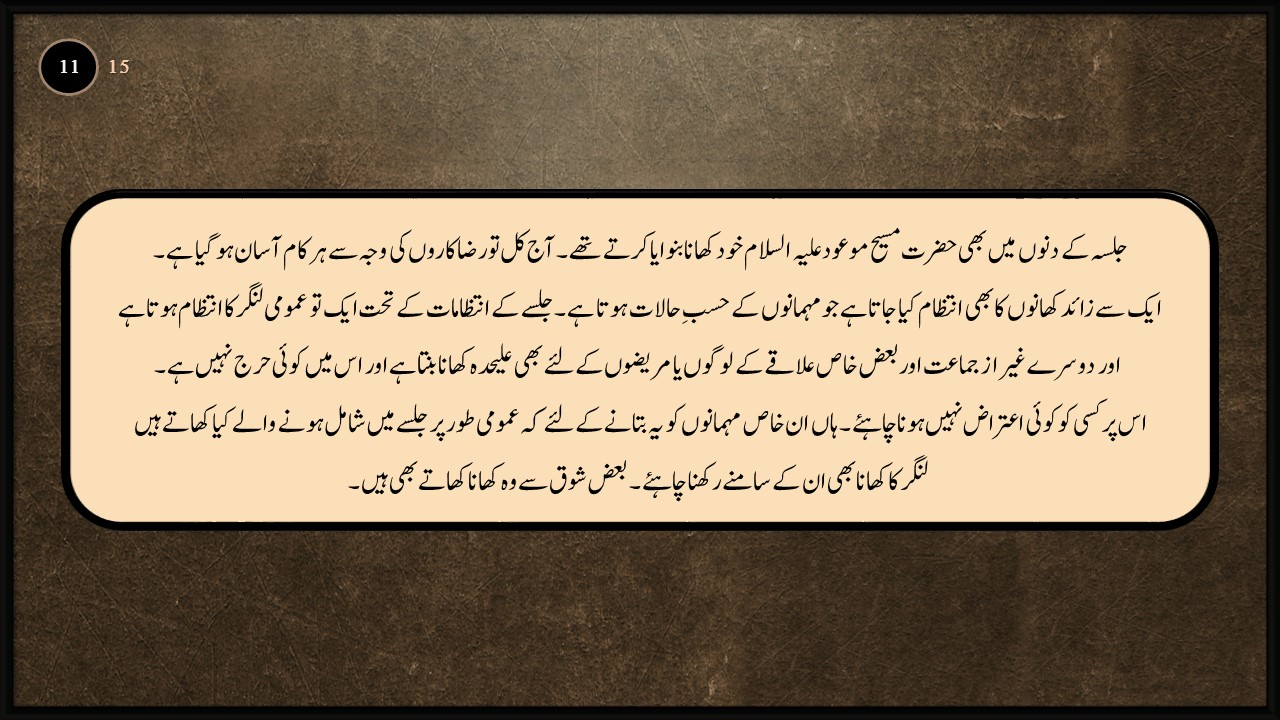 11 15
جلسہ کے دنوں میں بھی حضرت مسیح موعود علیہ السلام خود کھانا بنوایا کرتے تھے۔ آج کل تو رضاکاروں کی وجہ سے ہر کام آسان ہو گیا ہے۔
ایک سے زائد کھانوں کا بھی انتظام کیا جاتا ہے جو مہمانوں کے حسبِ حالات ہوتا ہے۔ جلسے کے انتظامات کے تحت ایک تو عمومی لنگر کا انتظام ہوتا ہے
اور دوسرے غیر از جماعت اور بعض خاص علاقے کے لوگوں یا مریضوں کے لئے بھی علیحدہ کھانا بنتا ہے اور اس میں کوئی حرج نہیں ہے۔
اس پر کسی کو کوئی اعتراض نہیں ہونا چاہئے۔ ہاں ان خاص مہمانوں کو یہ بتانے کے لئے کہ عمومی طور پر جلسے میں شامل ہونے والے کیا کھاتے ہیں
لنگر کا کھانا بھی ان کے سامنے رکھنا چاہئے۔ بعض شوق سے وہ کھانا کھاتے بھی ہیں۔